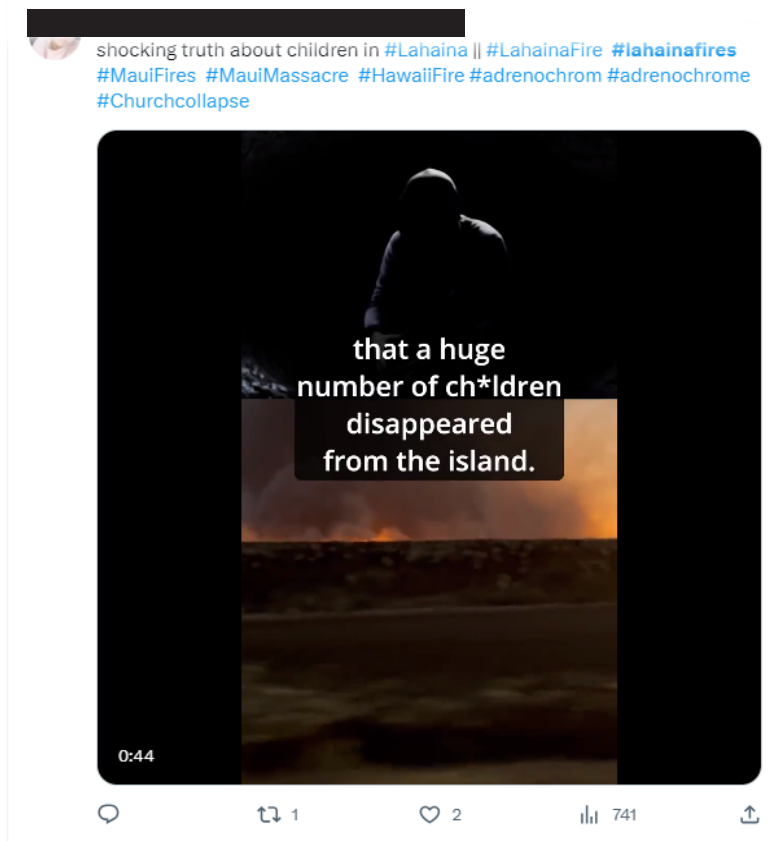 shocking truth about children in #Lahaina || #LahainaFire #lahainafires
#MauiFires #MauiMassacre #HawaiiFire #adrenochrom #adrenochrome
#Churchcollapse
that a huge
number of ch*ldren
disappeared
from the island.
0:44
1
2
741